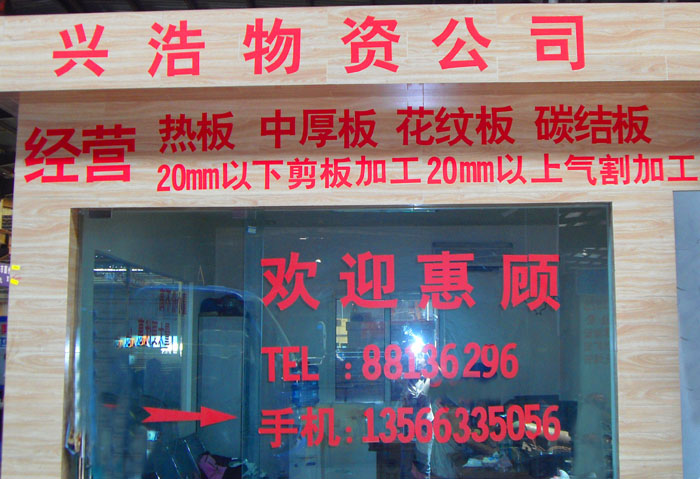 兴浩物资公司
经营 热板 中厚板 花纹板 碳结板
20mm以下剪板加工20mm以上气割加工
欢迎惠顾
TEL:88136296
手机:13566335056